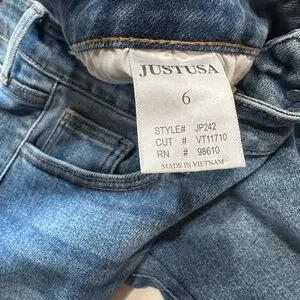 JUSTUSA
6
STYLE# JP242
CUT # VT11710
RN # 98610
MADE IN VIETNAM